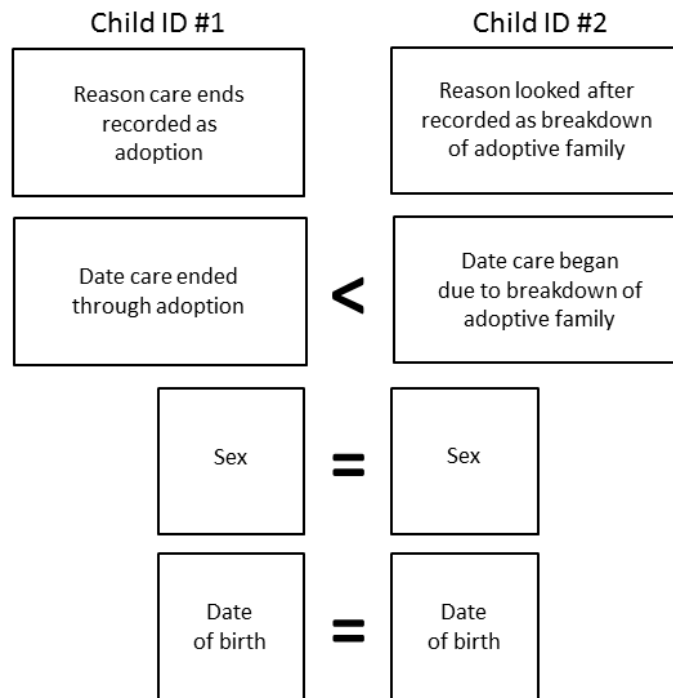 Child ID #1
Child ID #2
Reason care ends
recorded as
adoption
Reason looked after
recorded as breakdown
of adoptive family
Date care ended
through adoption
<
Date care began
due to breakdown of
adoptive family
Sex
=
Sex
Date
of birth
=
Date
of birth